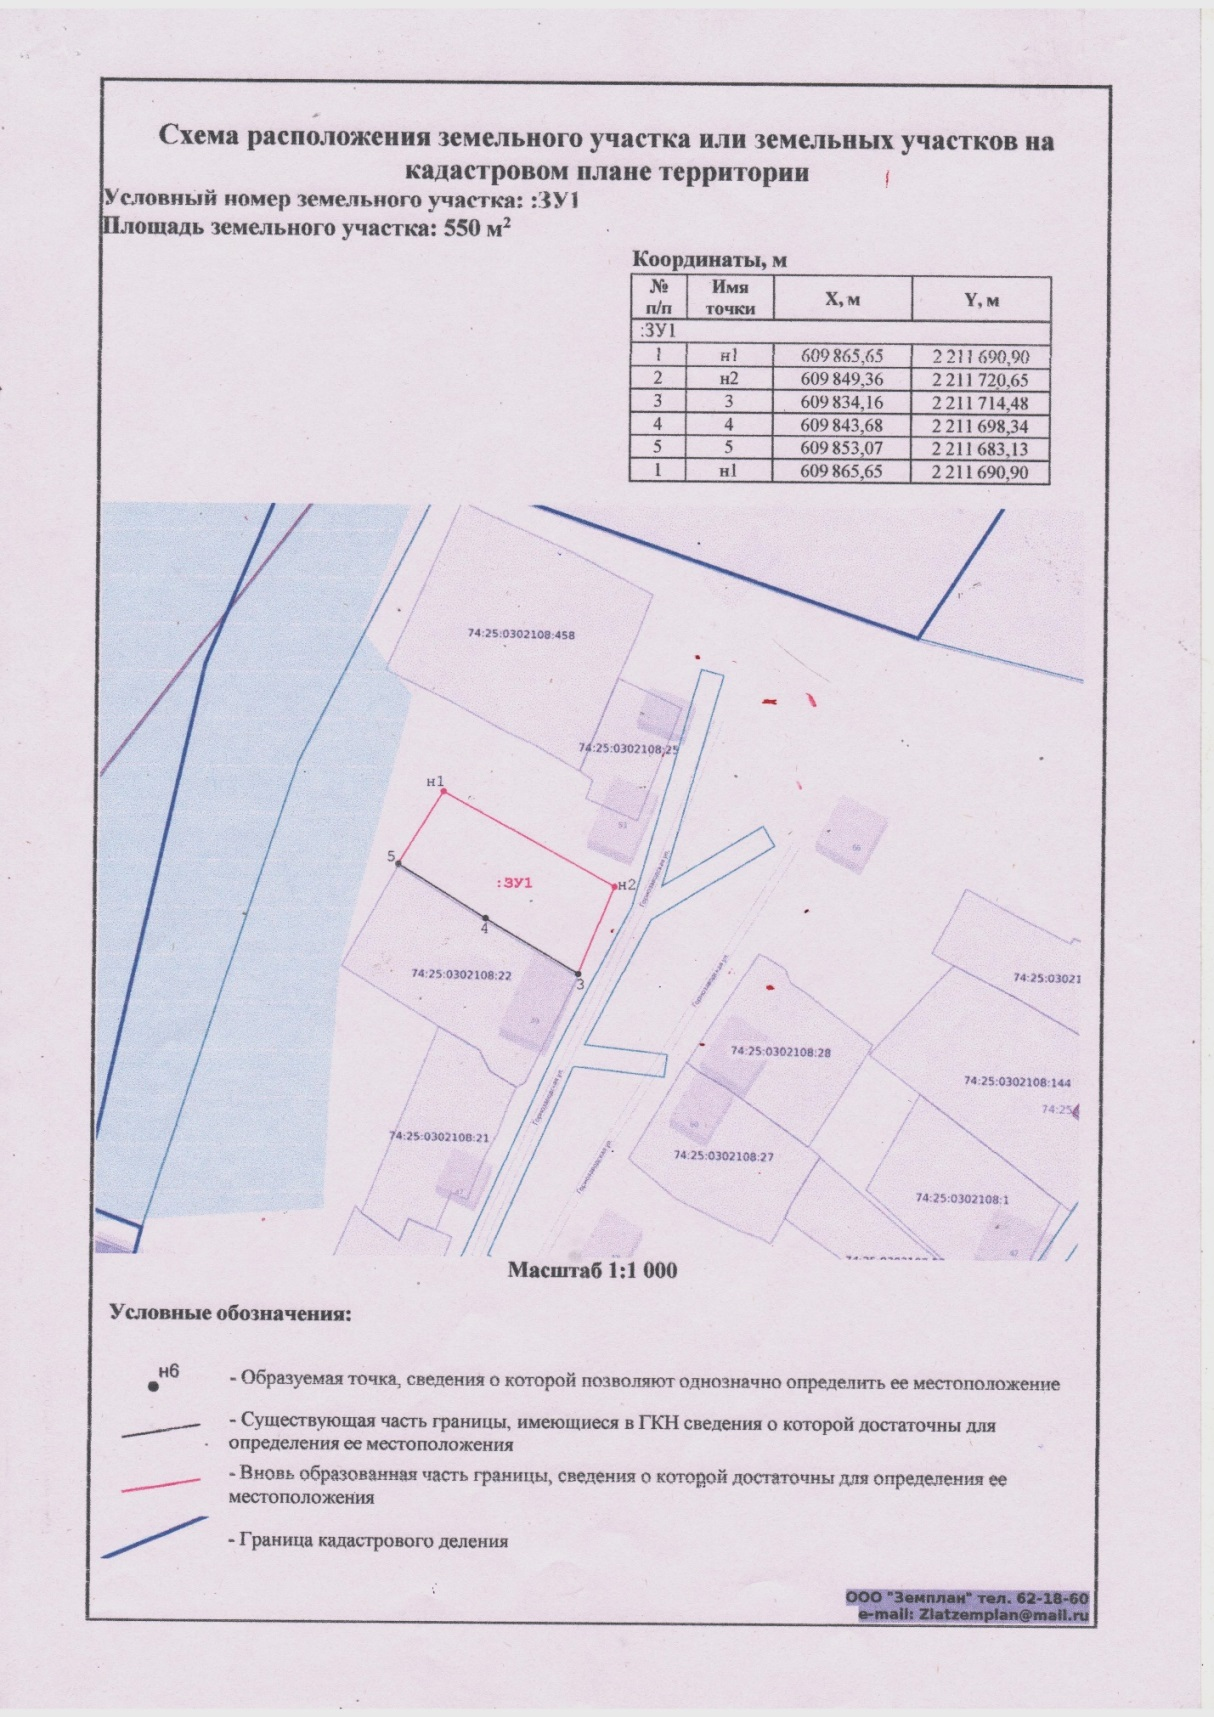 Схема расположения земельного участка или земельных участков на
кадастровом плане территории
Условный номер земельного участка: :ЗУ1
Площадь земельного участка: 550 м²
Координаты, м
№ п/п Имя точки X, м Y, м
:ЗУ1
1 н1 609 865,65 2 211 690,90
2 н2 609 849,36 2 211 720,65
3 3 609 834,16 2 211 714,48
4 4 609 843,68 2 211 698,34
5 5 609 853,07 2 211 683,13
1 н1 609 865,65 2 211 690,90
74:25:0302108:458
74:25:0302108:25
н1
5
:ЗУ1
н2
4
3
74:25:0302108:22
74:25:03021
74:25:0302108:28
74:25:0302108:144
74:25
74:25:0302108:21
74:25:0302108:27
74:25:0302108:1
Масштаб 1:1 000
Условные обозначения:
н6
- Образуемая точка, сведения о которой позволяют однозначно определить ее местоположение
- Существующая часть границы, имеющиеся в ГКН сведения о которой достаточны для
определения ее местоположения
- Вновь образованная часть границы, сведения о которой достаточны для определения ее
местоположения
- Граница кадастрового деления
ООО "Земплан" тел. 62-18-60
e-mail: Zlatzemplan@mail.ru